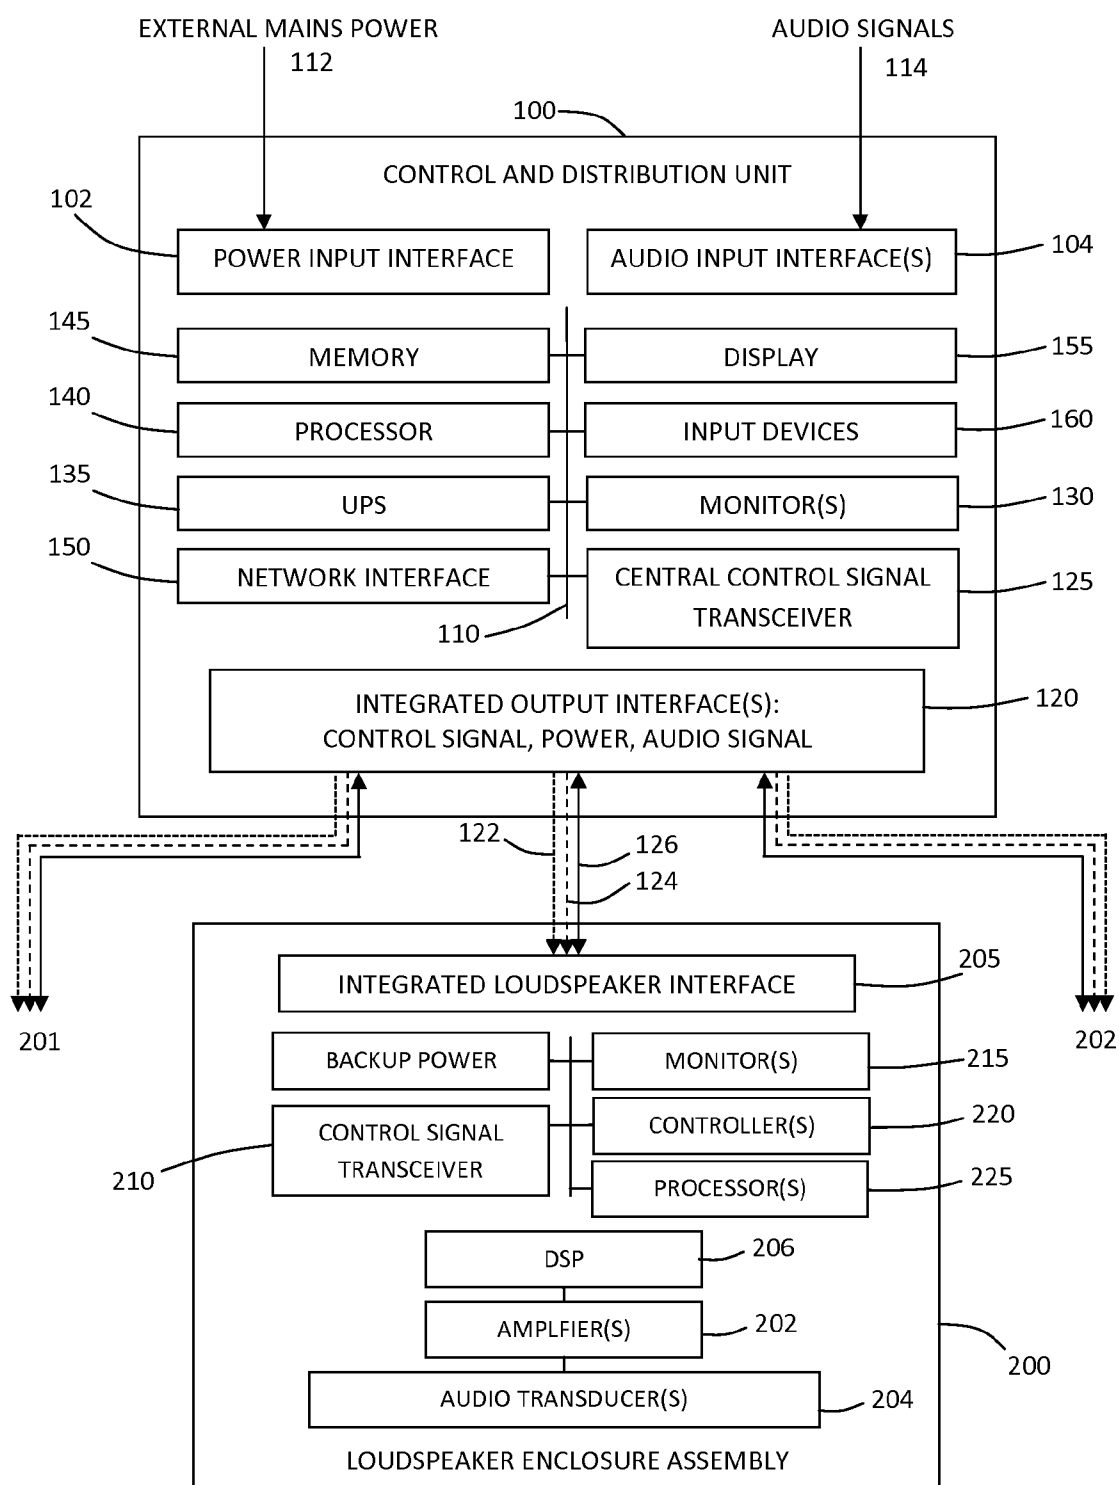 EXTERNAL MAINS POWER
112
AUDIO SIGNALS
114
100
CONTROL AND DISTRIBUTION UNIT
102
POWER INPUT INTERFACE
AUDIO INPUT INTERFACE(S)
104
145
MEMORY
DISPLAY
155
140
PROCESSOR
INPUT DEVICES
160
135
UPS
MONITOR(S)
130
150
NETWORK INTERFACE
CENTRAL CONTROL SIGNAL
TRANSCEIVER
125
110
INTEGRATED OUTPUT INTERFACE(S):
CONTROL SIGNAL, POWER, AUDIO SIGNAL
120
122
126
124
201
202
INTEGRATED LOUDSPEAKER INTERFACE
205
BACKUP POWER
MONITOR(S)
215
CONTROL SIGNAL
TRANSCEIVER
210
CONTROLLER(S)
220
PROCESSOR(S)
225
DSP
206
AMPLFIER(S)
202
200
AUDIO TRANSDUCER(S)
204
LOUDSPEAKER ENCLOSURE ASSEMBLY